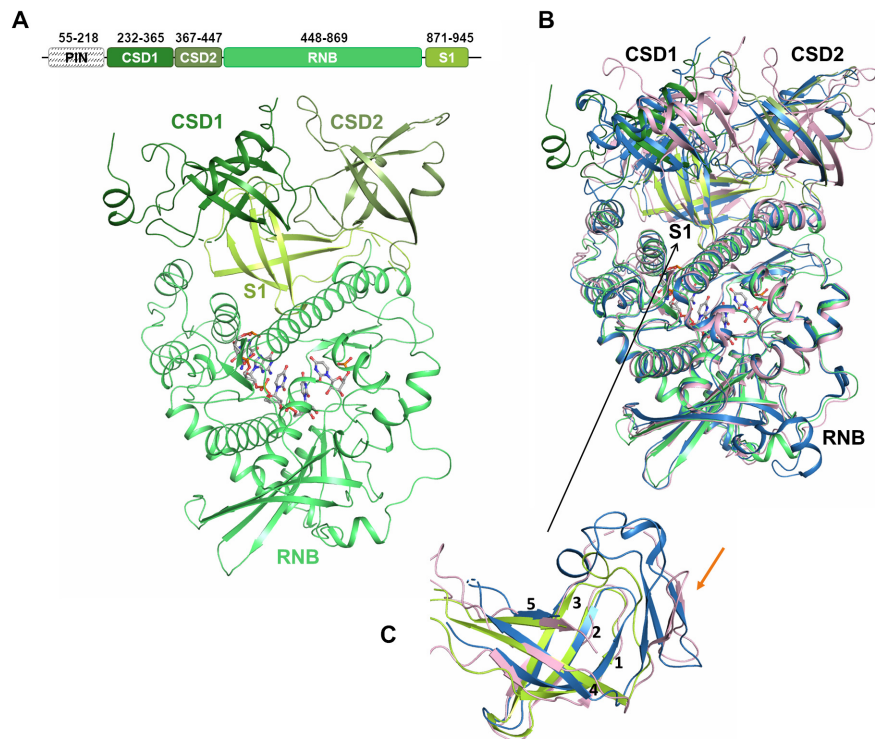 A
55-218 232-365 367-447 448-869 871-945
PIN CSD1 CSD2 RNB S1
CSD1
CSD2
S1
RNB
B
CSD1
CSD2
S1
RNB
C
5
3
2
1
4